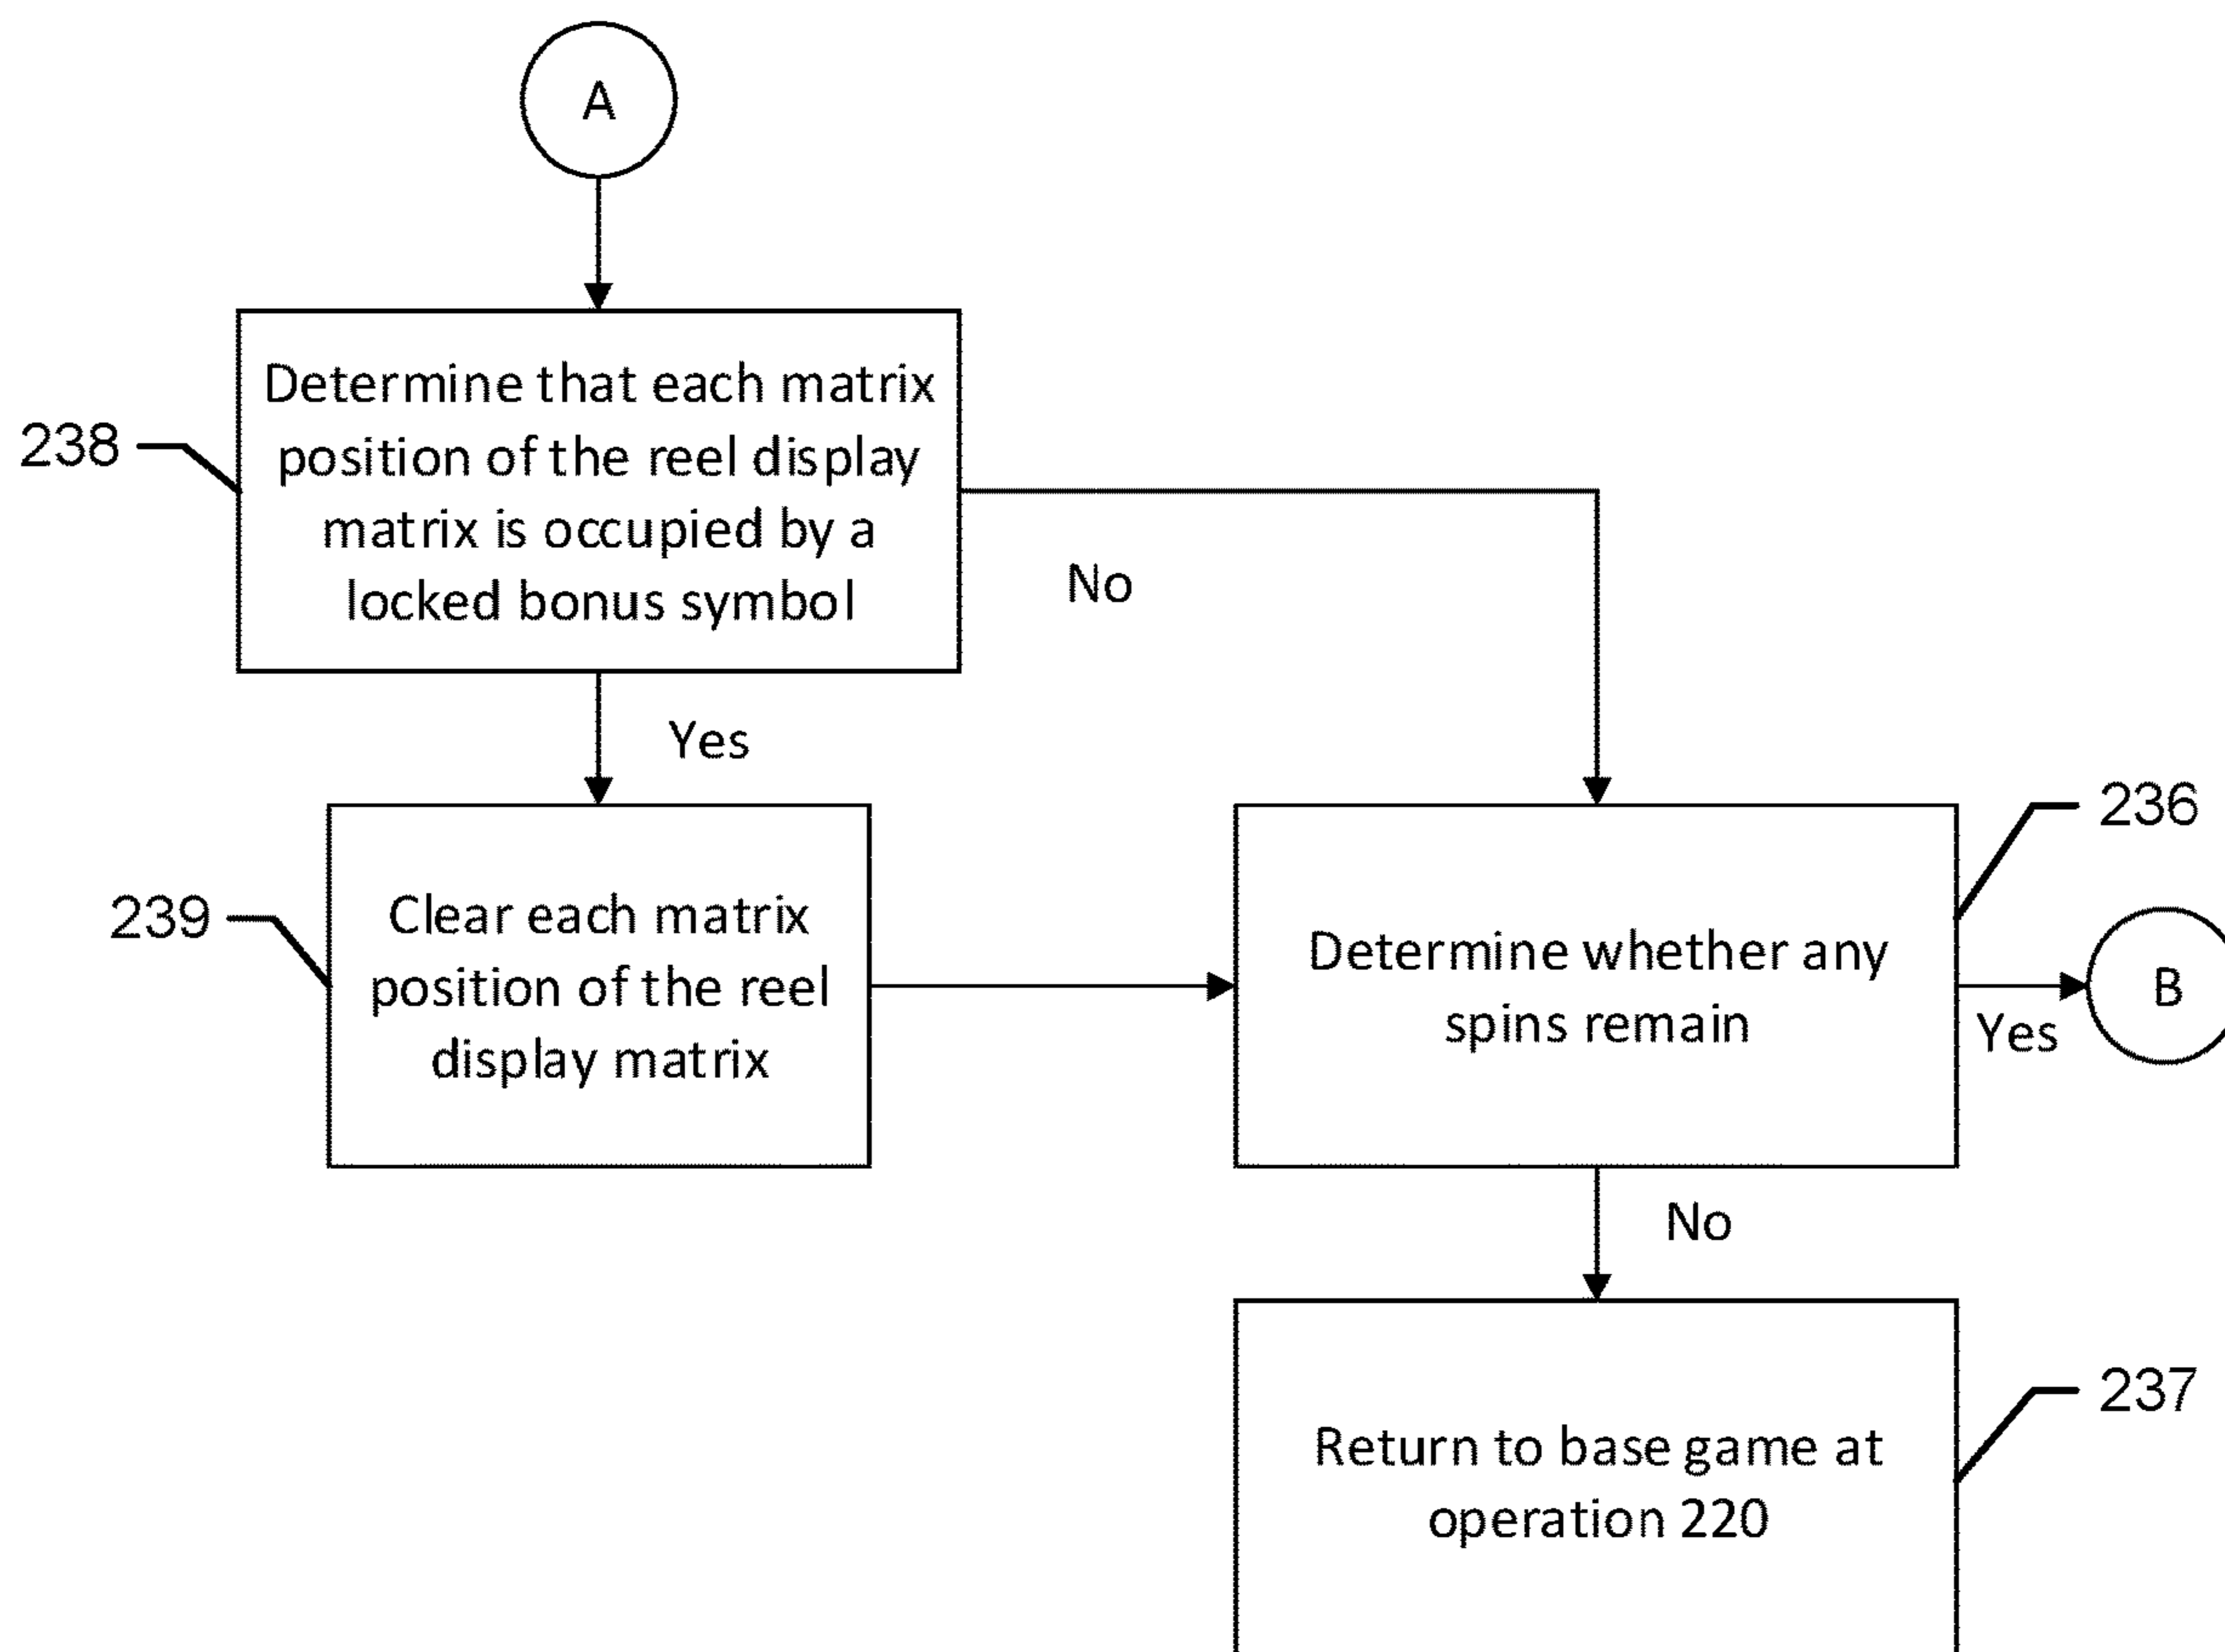 A
Determine that each matrix
position of the reel display
matrix is occupied by a
locked bonus symbol
238
No
Yes
236
239
Clear each matrix
position of the reel
display matrix
Determine whether any
spins remain
Yes
B
No
237
Return to base game at
operation 220